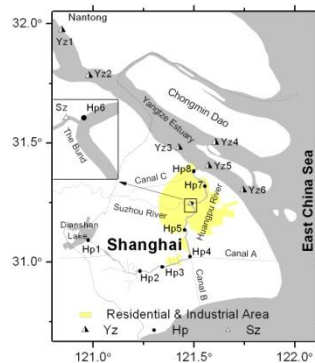 32.0°
Nantong
Yz1
Yz2
Sz
Hp6
The Bund
Chongmin Dao
Yangtze Estuary
31.5°
Yz3
Yz4
Hp8
Yz5
Canal C
Hp7
Yz6
Suzhou River
Huangpu River
East China Sea
Dianshan
Lake
Hp5
Hp1
Shanghai
Hp4
Canal A
31.0°
Hp2
Hp3
Canal B
Residential & Industrial Area
Yz
Hp
Sz
121.0°
121.5°
122.0°